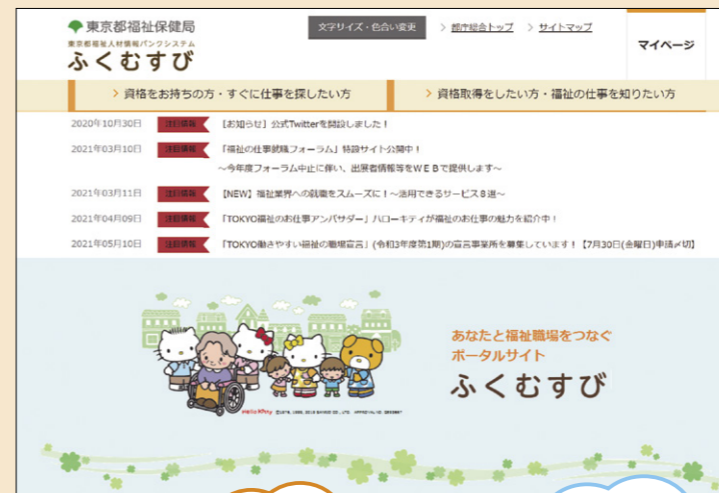 東京都福祉保健局
文字サイズ・色合い変更
> 都庁総合トップ
> サイトマップ
マイページ
東京都福祉人材情報バンクシステム
ふくむすび
> 資格をお持ちの方・すぐに仕事を探したい方
> 資格取得をしたい方・福祉の仕事を知りたい方
2020年10月30日 注目情報 【お知らせ】公式Twitterを開設しました!
2021年03月10日 注目情報 「福祉の仕事就職フォーラム」特設サイト公開中!
～今年度フォーラム中止に伴い、出展者情報等をWEBで提供します～
2021年03月11日 注目情報 【NEW】福祉業界への就職をスムーズに!～活用できるサービス8選～
2021年04月09日 注目情報 「TOKYO福祉のお仕事アンバサダー」ハローキティが福祉のお仕事の魅力を紹介中!
2021年05月10日 注目情報 「TOKYO働きやすい福祉の職場宣言」(令和3年度第1期)の宣言事業所を募集しています!【7月30日(金曜日)申請〆切】
あなたと福祉職場をつなぐ
ポータルサイト
ふくむすび
Hello Kitty